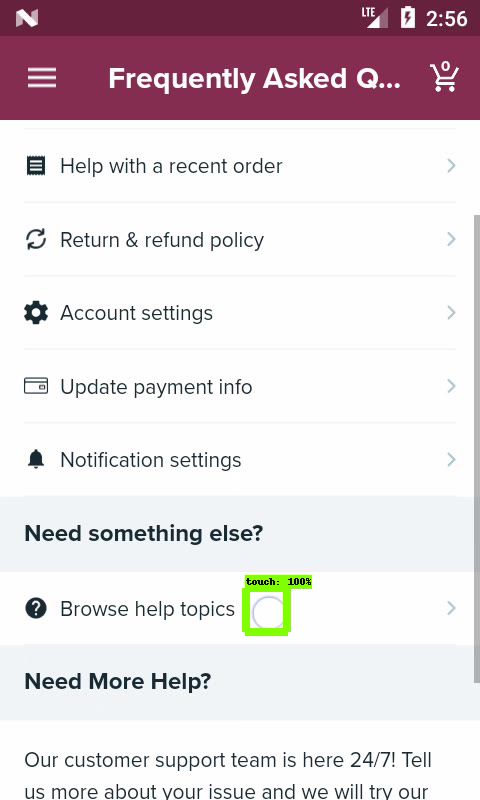 LTE 2:56
Frequently Asked Q... 0
Help with a recent order
Return & refund policy
Account settings
Update payment info
Notification settings
Need something else?
touch: 100%
Browse help topics
Need More Help?
Our customer support team is here 24/7! Tell
us more about your issue and we will try our